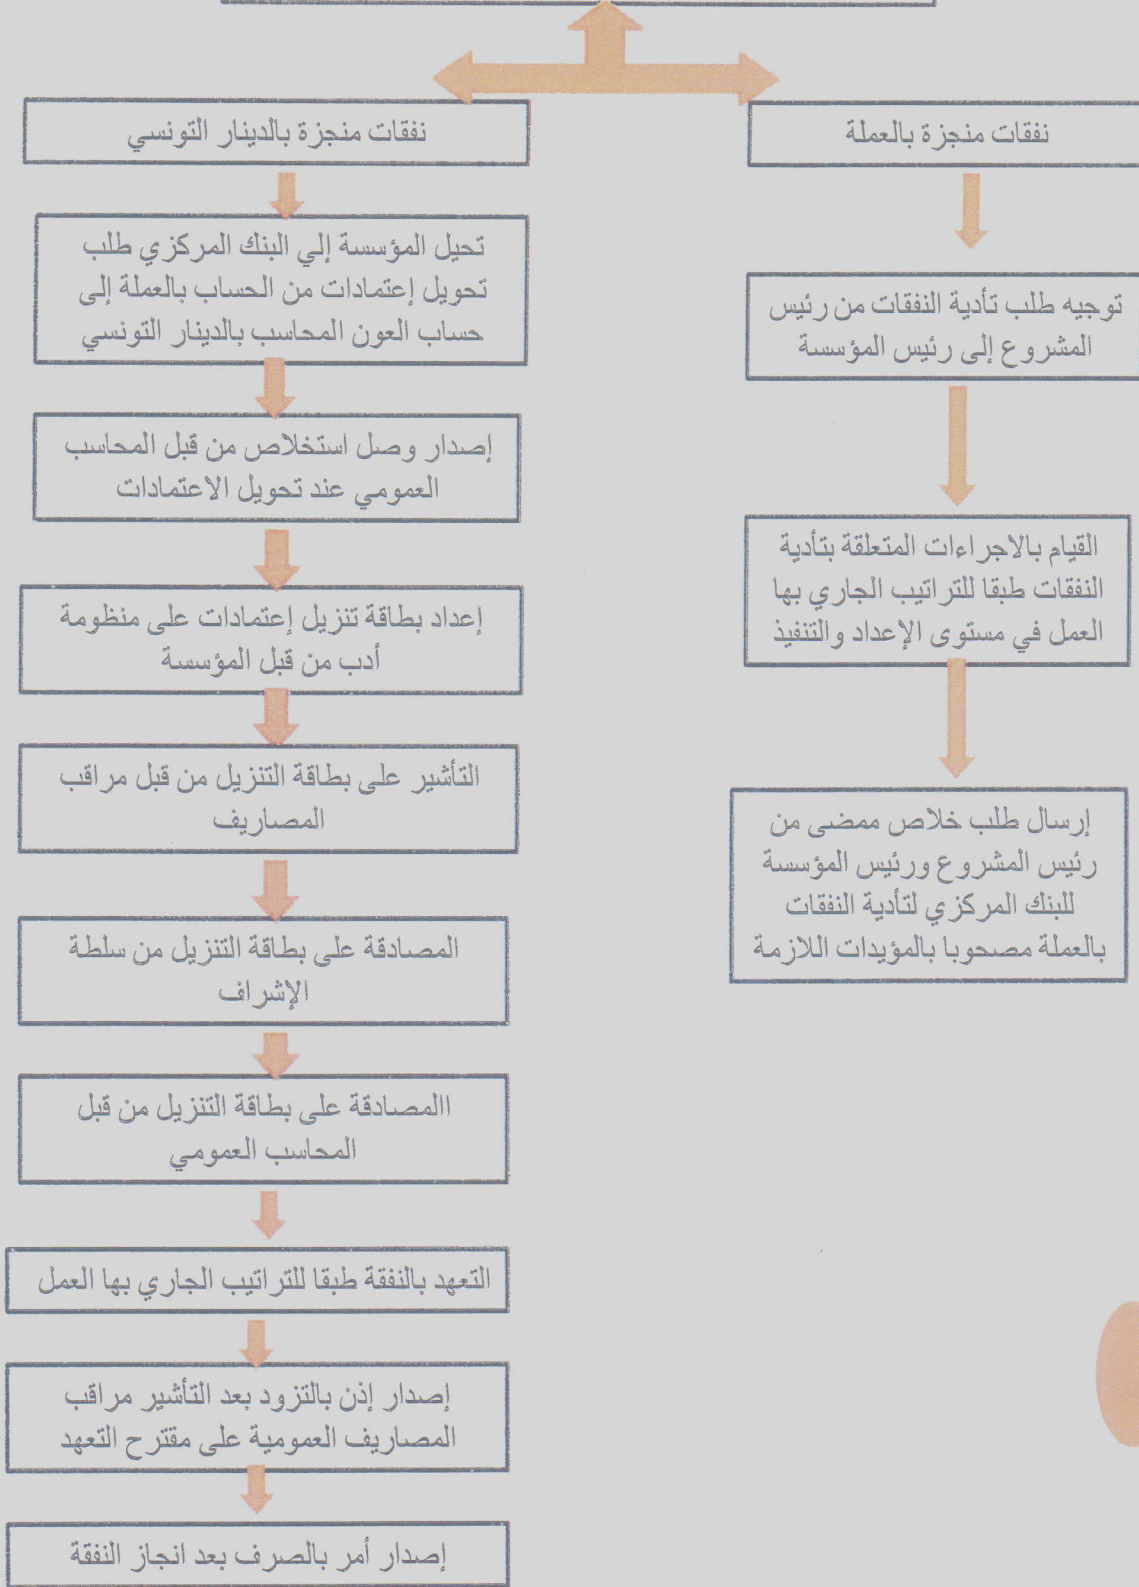 نفقات منجزة بالعملة
توجيه طلب تأدية النفقات من رئيس
المشروع إلى رئيس المؤسسة
القيام بالاجراءات المتعلقة بتأدية
النفقات طبقا للتراتيب الجاري بها
العمل في مستوى الإعداد والتنفيذ
إرسال طلب خلاص ممضى من
رئيس المشروع ورئيس المؤسسة
للبنك المركزي لتأدية النفقات
بالعملة مصحوبا بالمؤيدات اللازمة
نفقات منجزة بالدينار التونسي
تحيل المؤسسة إلي البنك المركزي طلب
تحويل إعتمادات من الحساب بالعملة إلى
حساب العون المحاسب بالدينار التونسي
إصدار وصل استخلاص من قبل المحاسب
العمومي عند تحويل الاعتمادات
إعداد بطاقة تنزيل إعتمادات على منظومة
أدب من قبل المؤسسة
التأشير على بطاقة التنزيل من قبل مراقب
المصاريف
المصادقة على بطاقة التنزيل من سلطة
الإشراف
االمصادقة على بطاقة التنزيل من قبل
المحاسب العمومي
التعهد بالنفقة طبقا للتراتيب الجاري بها العمل
إصدار إذن بالتزود بعد التأشير مراقب
المصاريف العمومية على مقترح التعهد
إصدار أمر بالصرف بعد انجاز النفقة